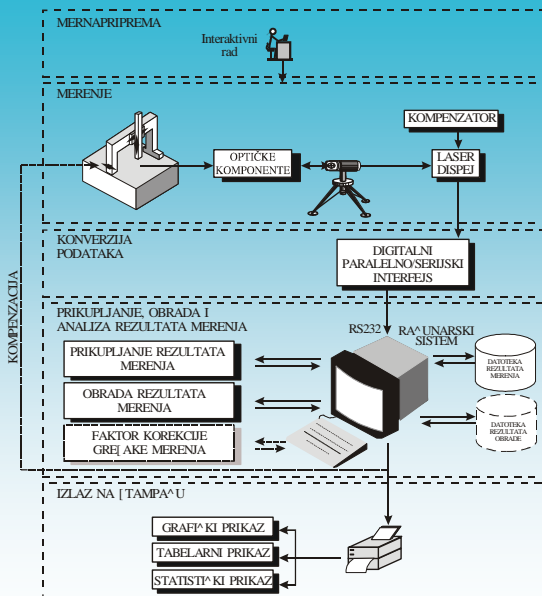 MERNAPRIPREMA
Interaktivni
rad
MERENJE
KOMPENZATOR
OPTIČKE
KOMPONENTE
LASER
DISPEJ
KONVERZIJA
PODATAKA
DIGITALNI
PARALELNO/SERIJSKI
INTERFEJS
KOMPENZACIJA
PRIKUPLJANJE, OBRADA I
ANALIZA REZULTATA MERENJA
RS232
RA^UNARSKI
SISTEM
PRIKUPLJANJE REZULTATA
MERENJA
DATOTEKA
REZULTATA
MERENJA
OBRADA REZULTATA
MERENJA
DATOTEKA
REZULTATA
OBRADE
FAKTOR KOREKCIJE
GRE[AKE MERENJA
IZLAZ NA [TAMPA^U
GRAFI^KI PRIKAZ
TABELARNI PRIKAZ
STATISTI^KI PRIKAZ